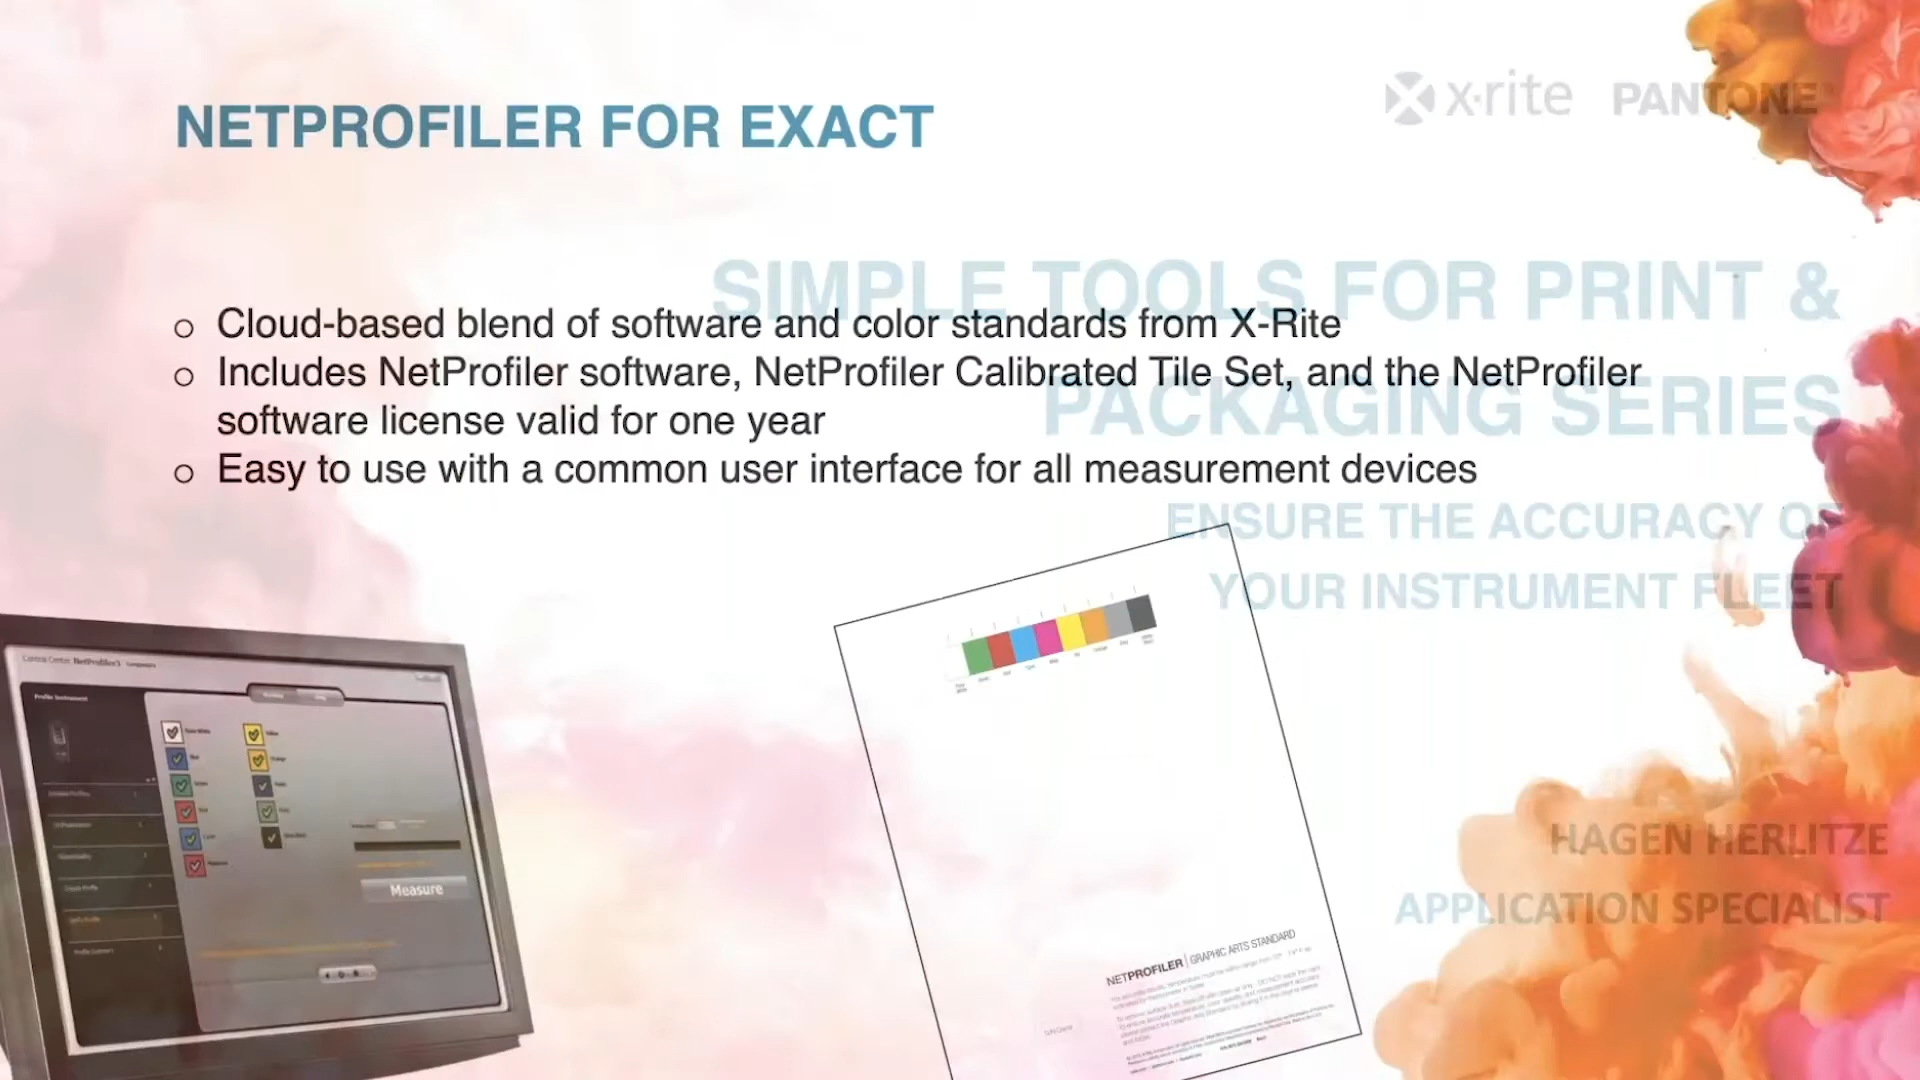 x·rite PANTONE
NETPROFILER FOR EXACT
SIMPLE TOOLS FOR PRINT &
PACKAGING SERIES
ENSURE THE ACCURACY OF
YOUR INSTRUMENT FLEET
Cloud-based blend of software and color standards from X-Rite
Includes NetProfiler software, NetProfiler Calibrated Tile Set, and the NetProfiler
software license valid for one year
Easy to use with a common user interface for all measurement devices
HAGEN HERLITZE
APPLICATION SPECIALIST
Measure
NETPROFILER | GRAPHIC ARTS STANDARD